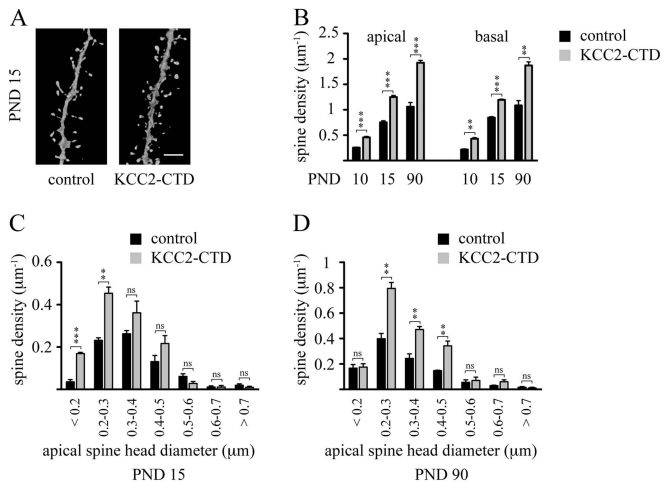 A
PND 15
control
KCC2-CTD
B
control
KCC2-CTD
apical
basal
spine density (μm⁻¹)
2
1.5
1
0.5
***
***
***
**
***
**
PND
10
15
90
10
15
90
C
control
KCC2-CTD
spine density (μm⁻¹)
0.6
0.4
0.2
***
**
ns
ns
ns
ns
ns
< 0.2
0.2-0.3
0.3-0.4
0.4-0.5
0.5-0.6
0.6-0.7
> 0.7
apical spine head diameter (μm)
PND 15
D
control
KCC2-CTD
spine density (μm⁻¹)
1
0.8
0.6
0.4
0.2
ns
**
**
**
ns
ns
ns
< 0.2
0.2-0.3
0.3-0.4
0.4-0.5
0.5-0.6
0.6-0.7
> 0.7
apical spine head diameter (μm)
PND 90